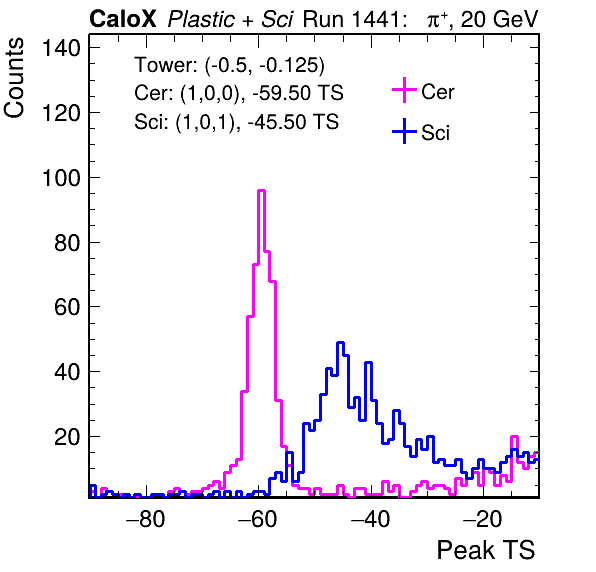 CaloX Plastic + Sci Run 1441: π⁺, 20 GeV
Counts
140
120
100
80
60
40
20
Tower: (-0.5, -0.125)
Cer: (1,0,0), -59.50 TS
Sci: (1,0,1), -45.50 TS
Cer
Sci
−80 −60 −40 −20
Peak TS